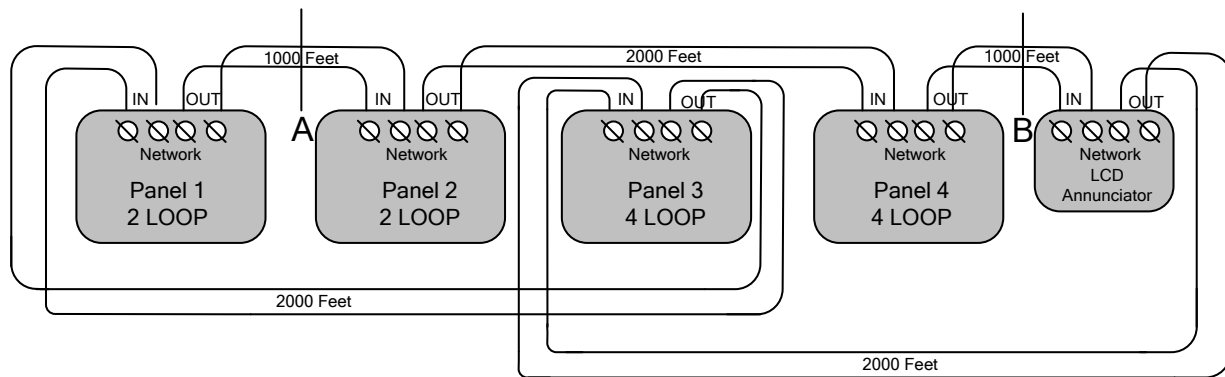 1000 Feet
2000 Feet
1000 Feet
IN
OUT
IN
OUT
IN
OUT
IN
OUT
IN
OUT
A
B
Network
Panel 1
2 LOOP
Network
Panel 2
2 LOOP
Network
Panel 3
4 LOOP
Network
Panel 4
4 LOOP
Network
LCD
Annunciator
2000 Feet
2000 Feet